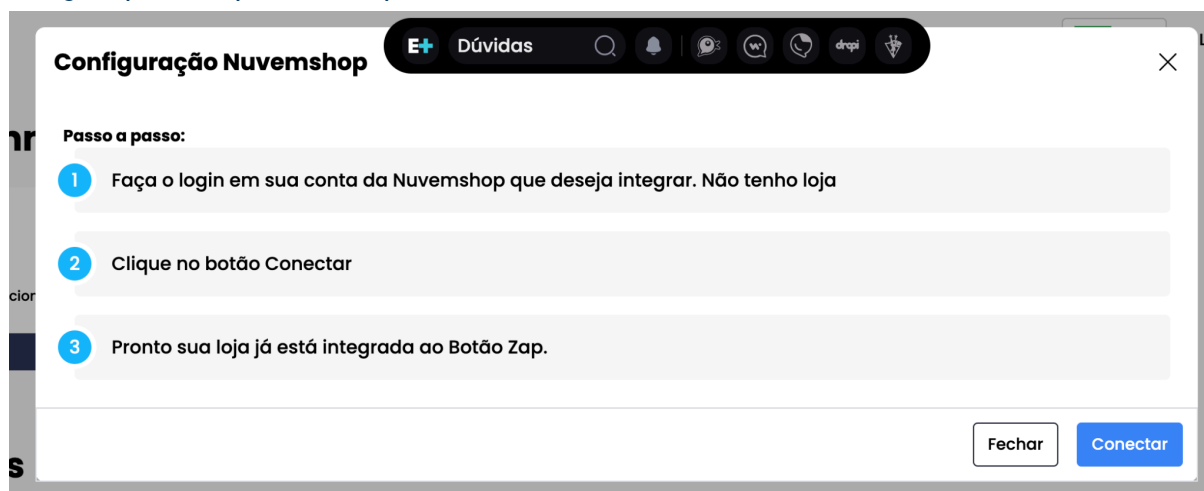 E+ Dúvidas drapi
Configuração Nuvemshop
Passo a passo:
1 Faça o login em sua conta da Nuvemshop que deseja integrar. Não tenho loja
2 Clique no botão Conectar
cior
3 Pronto sua loja já está integrada ao Botão Zap.
Fechar Conectar
s